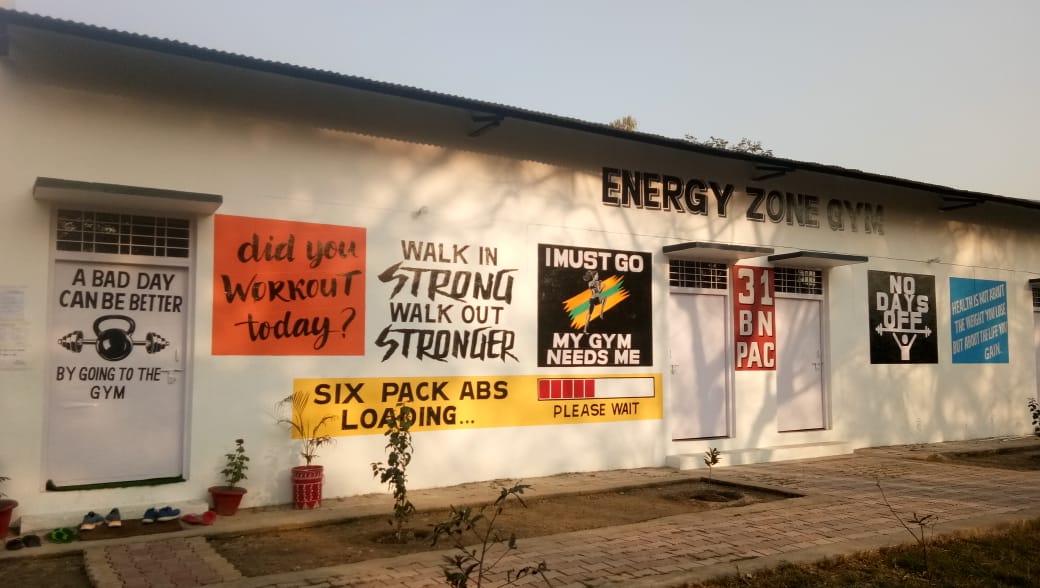 ENERGY ZONE GYM
A BAD DAY
CAN BE BETTER
BY GOING TO THE
GYM
did you
WORKOUT
today?
WALK IN
STRONG
WALK OUT
STRONGER
I MUST GO
MY GYM
NEEDS ME
SIX PACK ABS
LOADING...
PLEASE WAIT
31
BN
PAC
NO
DAYS
OFF
HEALTH IS NOT ABOUT
THE WEIGHT YOU LOSE
BUT ABOUT THE LIFE YOU
GAIN..